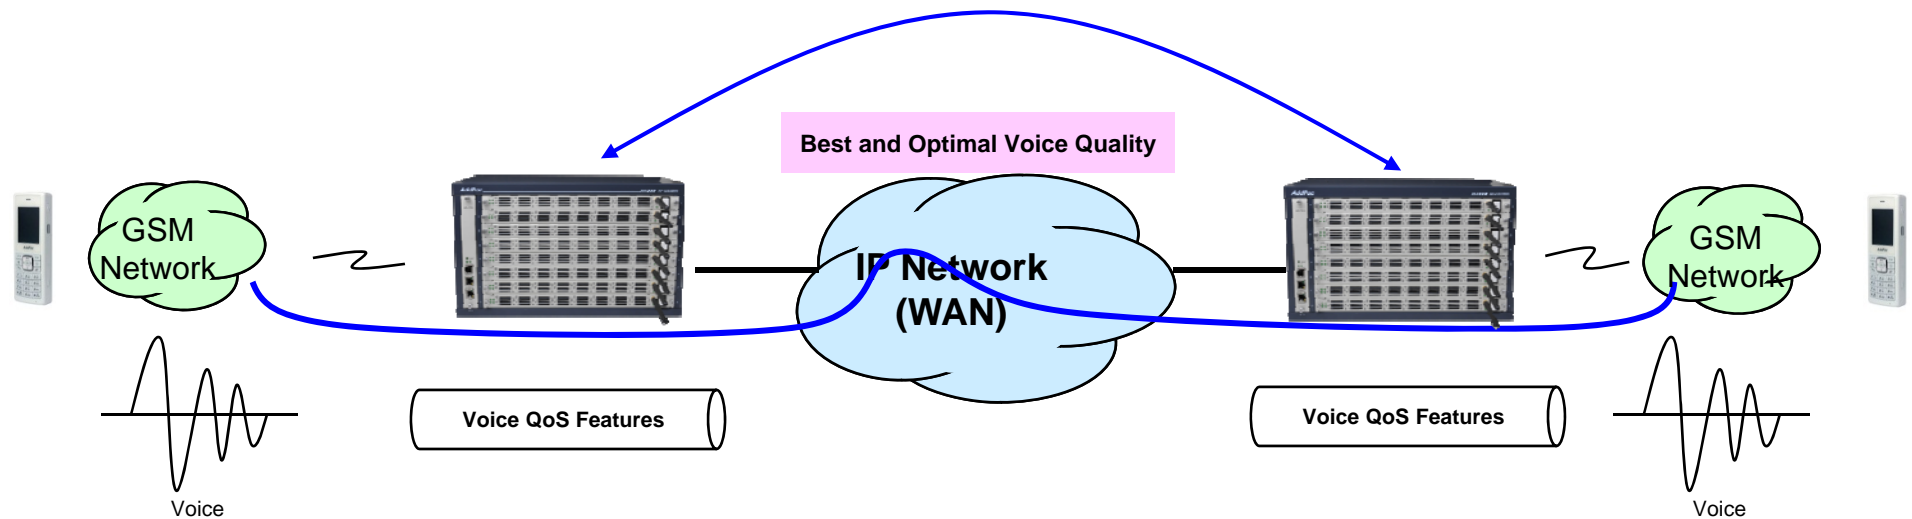 Best and Optimal Voice Quality
GSM
Network
IP Network
(WAN)
GSM
Network
Voice QoS Features
Voice QoS Features
Voice
Voice